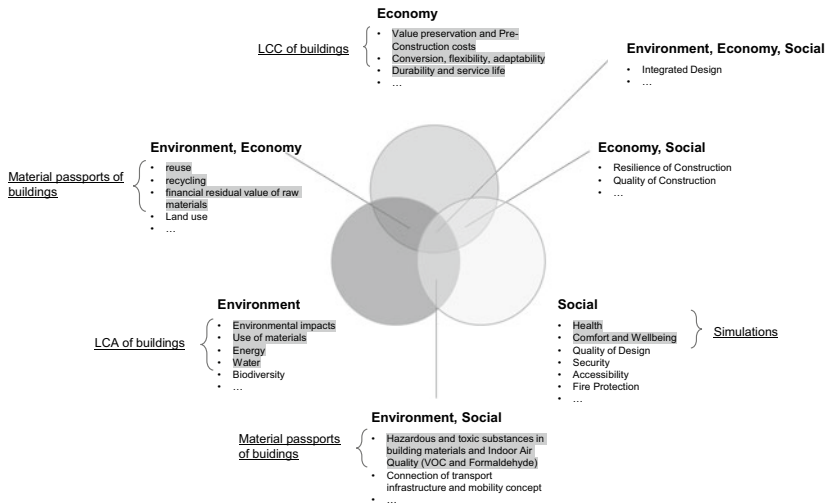 Economy
• Value preservation and Pre-
Construction costs
• Conversion, flexibility, adaptability
• Durability and service life
• …
LCC of buildings
Environment, Economy, Social
• Integrated Design
• …
Environment, Economy
• reuse
• recycling
• financial residual value of raw
materials
• Land use
• …
Material passports of
buildings
Economy, Social
• Resilience of Construction
• Quality of Construction
• …
Environment
• Environmental impacts
• Use of materials
• Energy
• Water
• Biodiversity
• …
LCA of buildings
Social
• Health
• Comfort and Wellbeing
• Quality of Design
• Security
• Accessibility
• Fire Protection
• …
Simulations
Environment, Social
• Hazardous and toxic substances in
building materials and Indoor Air
Quality (VOC and Formaldehyde)
• Connection of transport
infrastructure and mobility concept
• …
Material passports
of buidings